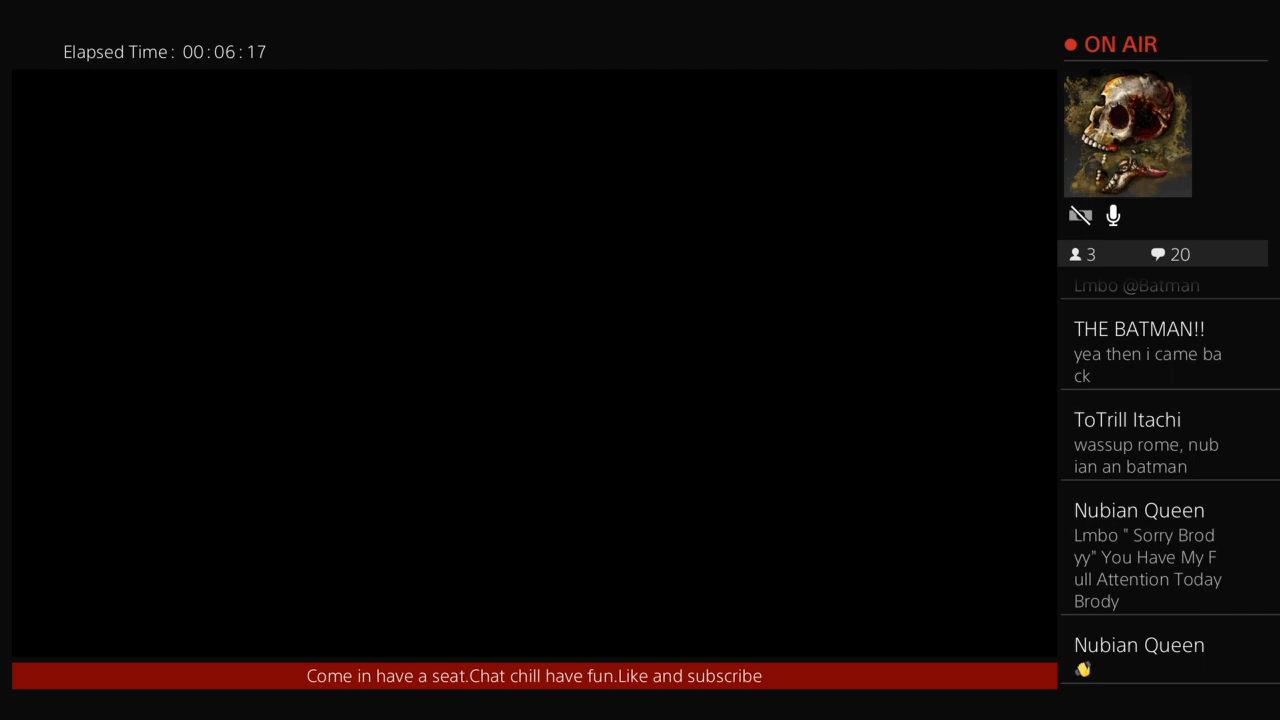 Elapsed Time: 00:06:17
ON AIR
3 20
Lmbo @Batman
THE BATMAN!!
yea then i came ba
ck
ToTrill Itachi
wassup rome, nub
ian an batman
Nubian Queen
Lmbo " Sorry Brod
yy" You Have My F
ull Attention Today
Brody
Nubian Queen
👋
Come in have a seat.Chat chill have fun.Like and subscribe